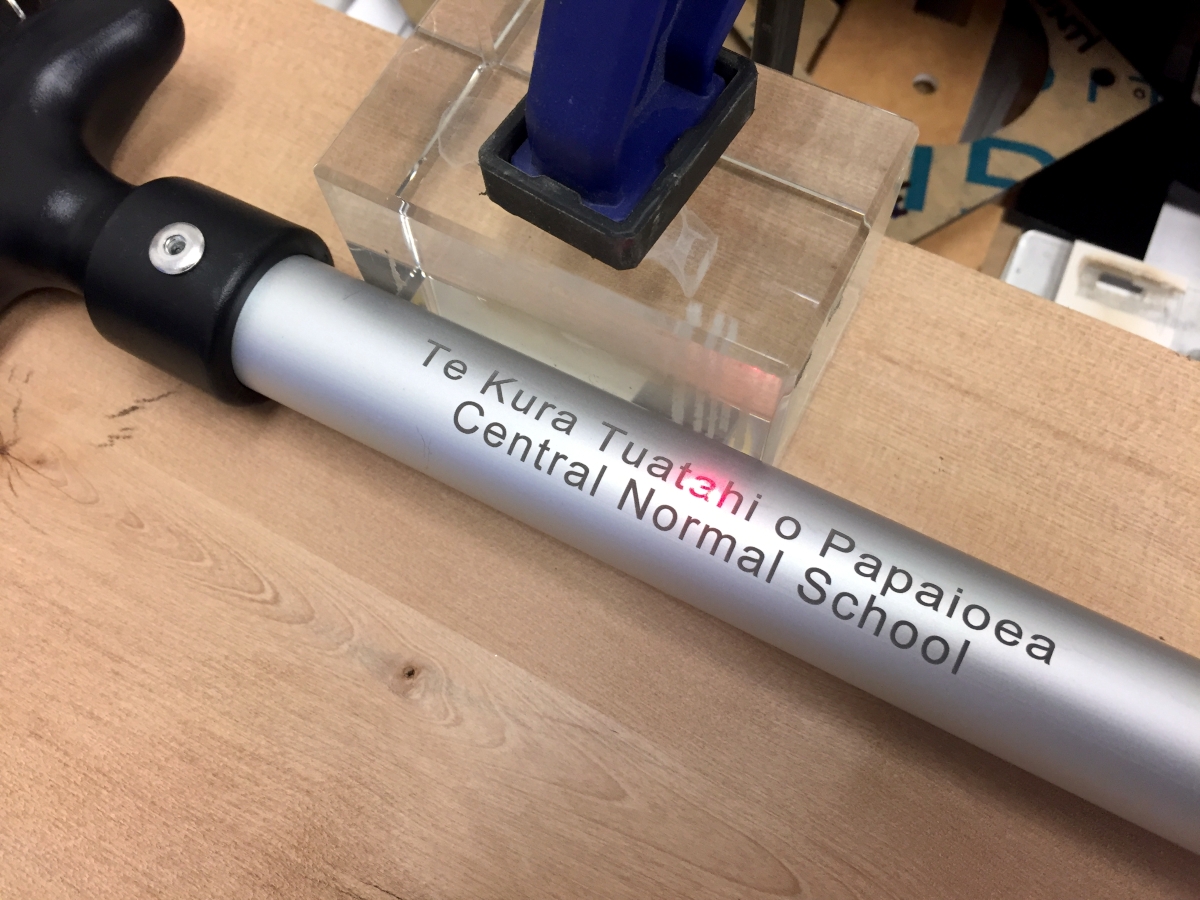 Te Kura Tuatahi o Papaioea
Central Normal School